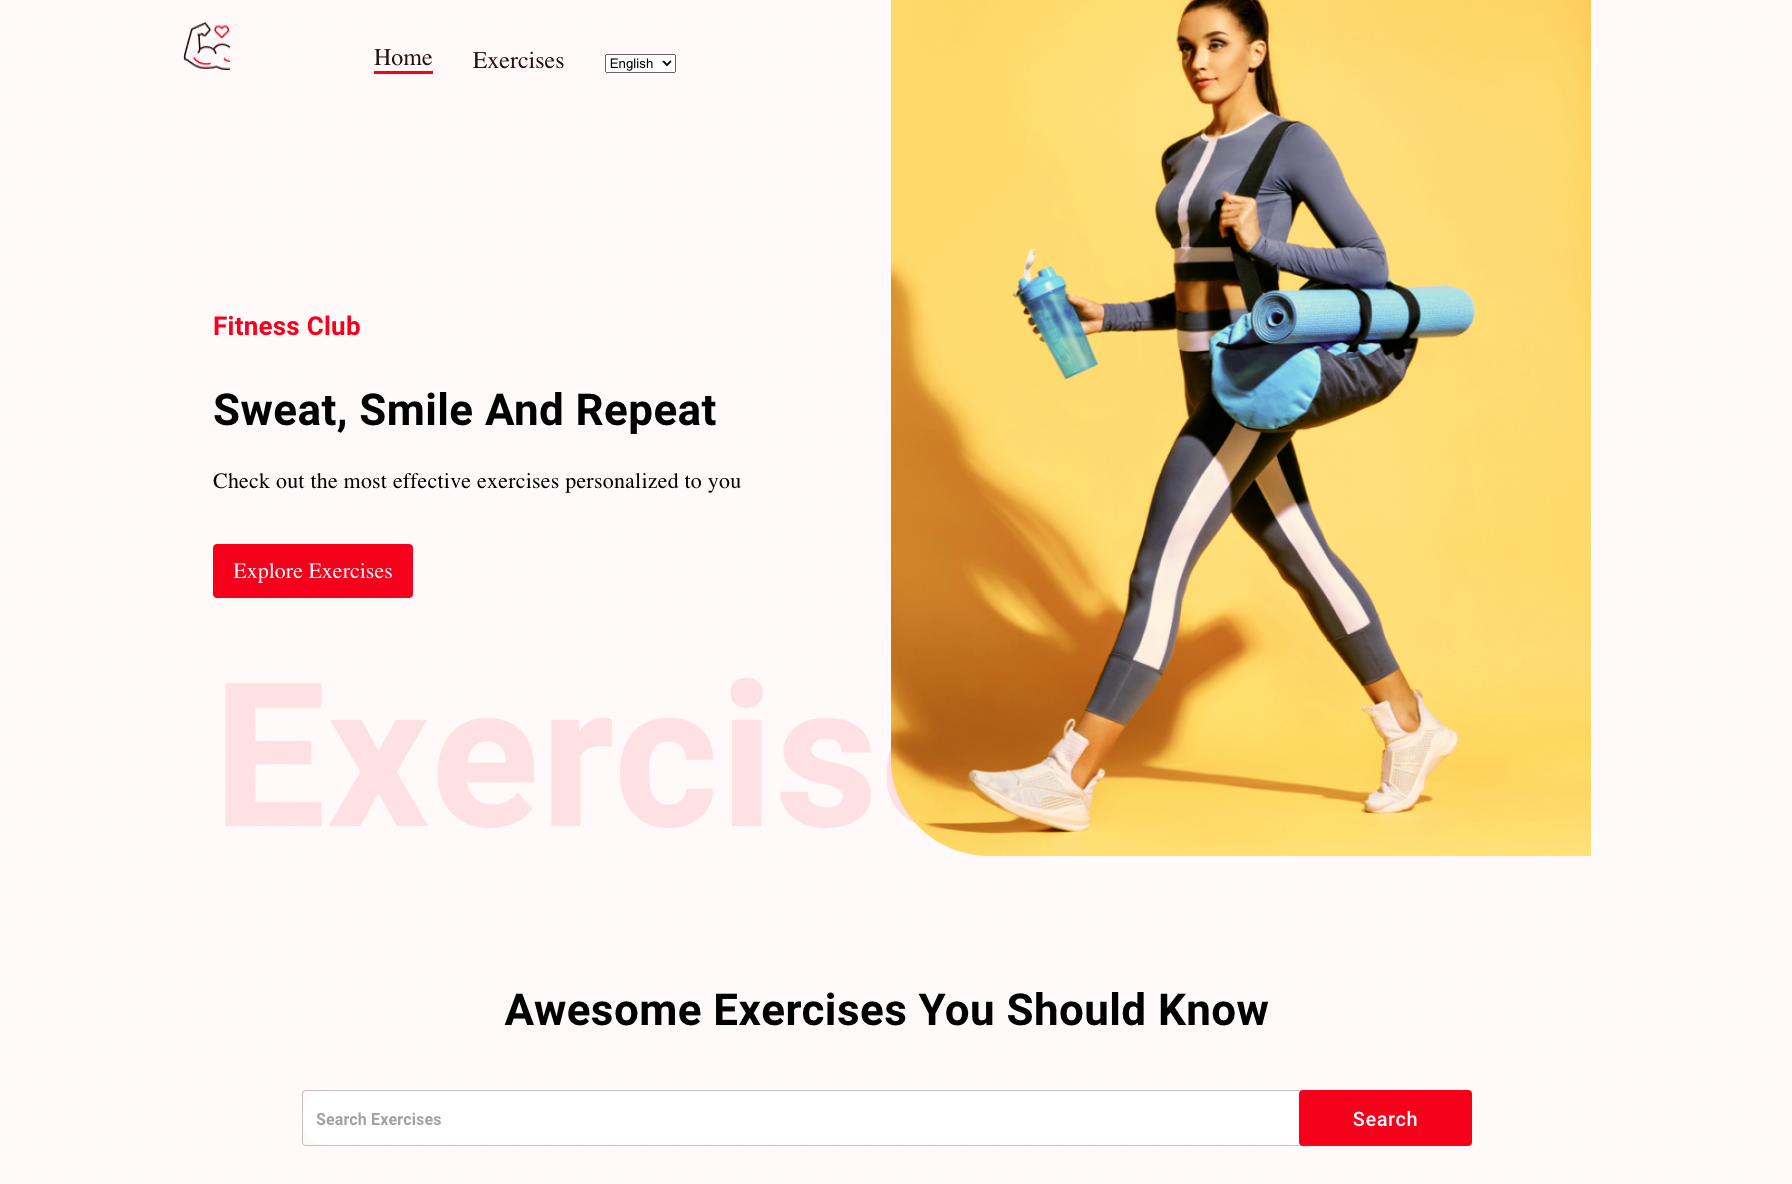 Home Exercises English
Fitness Club
Sweat, Smile And Repeat
Check out the most effective exercises personalized to you
Explore Exercises
Exercise
Awesome Exercises You Should Know
Search Exercises Search